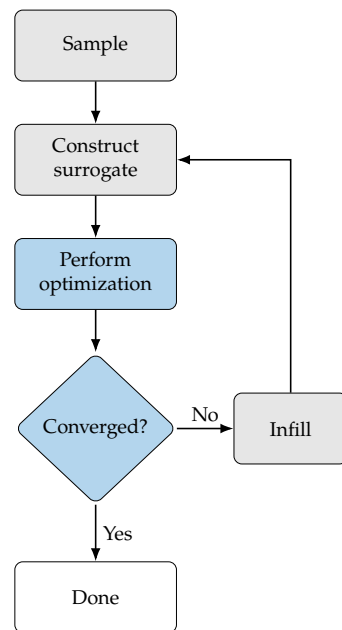 Sample
Construct
surrogate
Perform
optimization
Converged?
No
Infill
Yes
Done